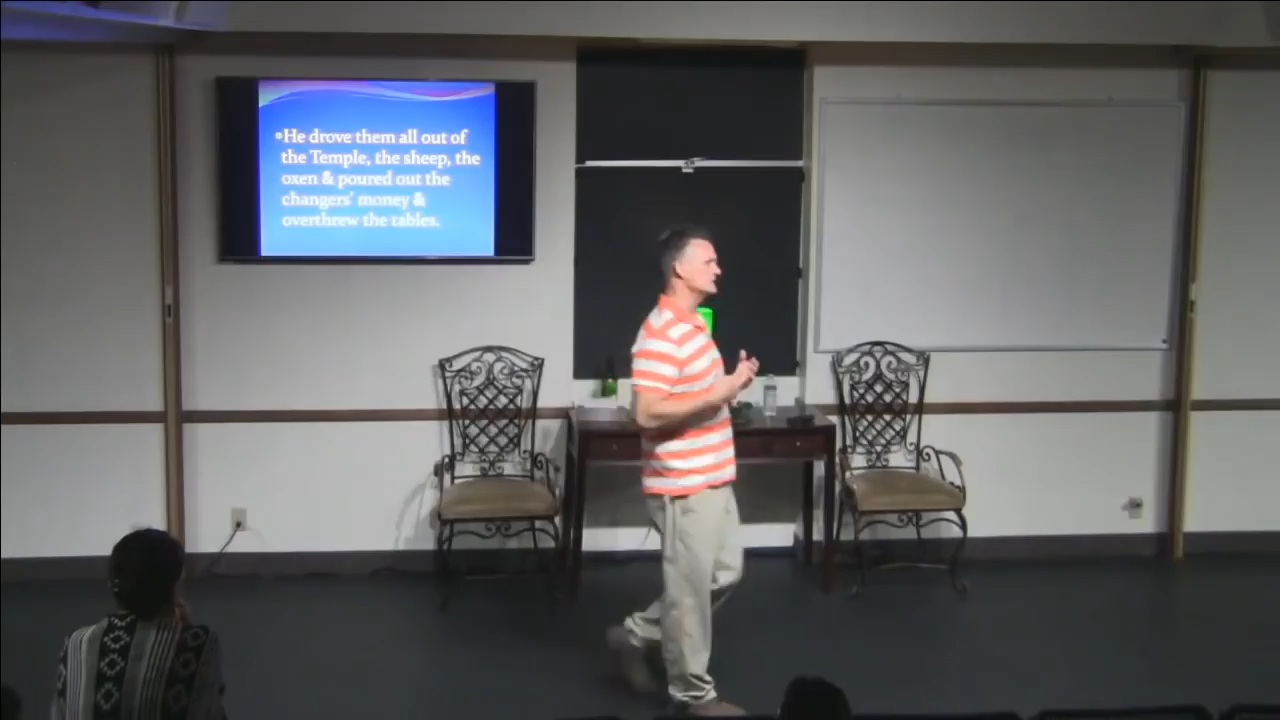 •He drove them all out of
the Temple, the sheep, the
oxen & poured out the
changers' money &
overthrew the tables.